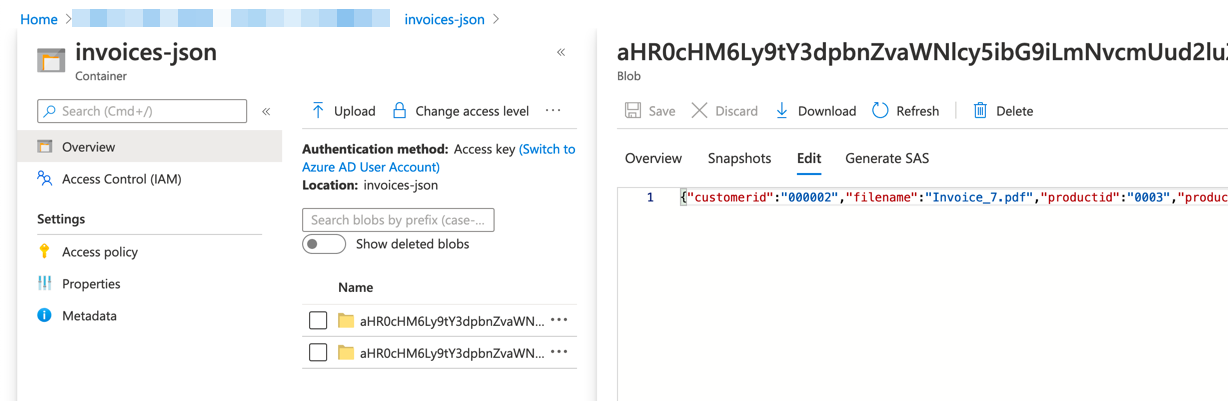 Home > invoices-json >
invoices-json
Container
«
Search (Cmd+/)
«
Overview
Access Control (IAM)
Settings
Access policy
Properties
Metadata
Upload Change access level ...
Authentication method: Access key (Switch to
Azure AD User Account)
Location: invoices-json
Search blobs by prefix (case-...
Show deleted blobs
Name
aHR0cHM6Ly9tY3dpbnZvaWN... ...
aHR0cHM6Ly9tY3dpbnZvaWN... ...
aHR0cHM6Ly9tY3dpbnZvaWNlcy5ibG9iLmNvcmUud2lu
Blob
Save Discard Download Refresh Delete
Overview Snapshots Edit Generate SAS
1 {"customerid":"000002","filename":"Invoice_7.pdf","productid":"0003","produc